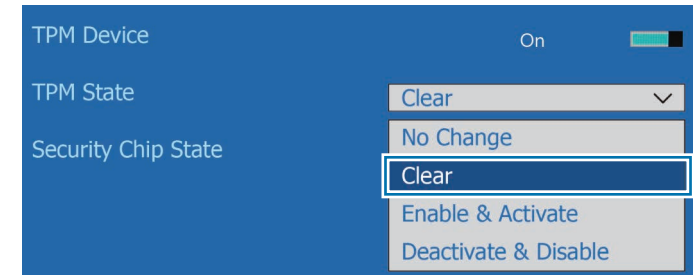 TPM Device
On
TPM State
Clear
Security Chip State
No Change
Clear
Enable & Activate
Deactivate & Disable